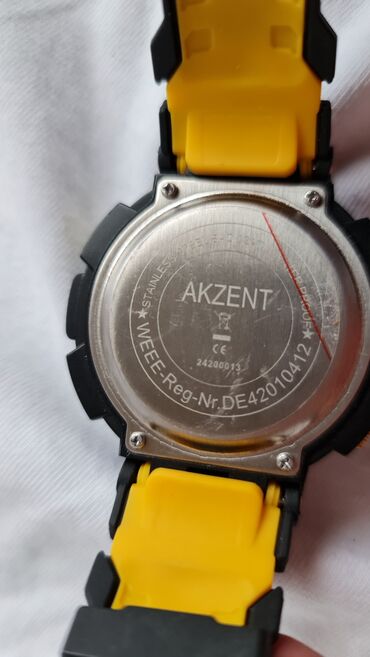 STAINLESS
AKZENT
CE
24200013
★WEEE-Reg-Nr.DE42010412★